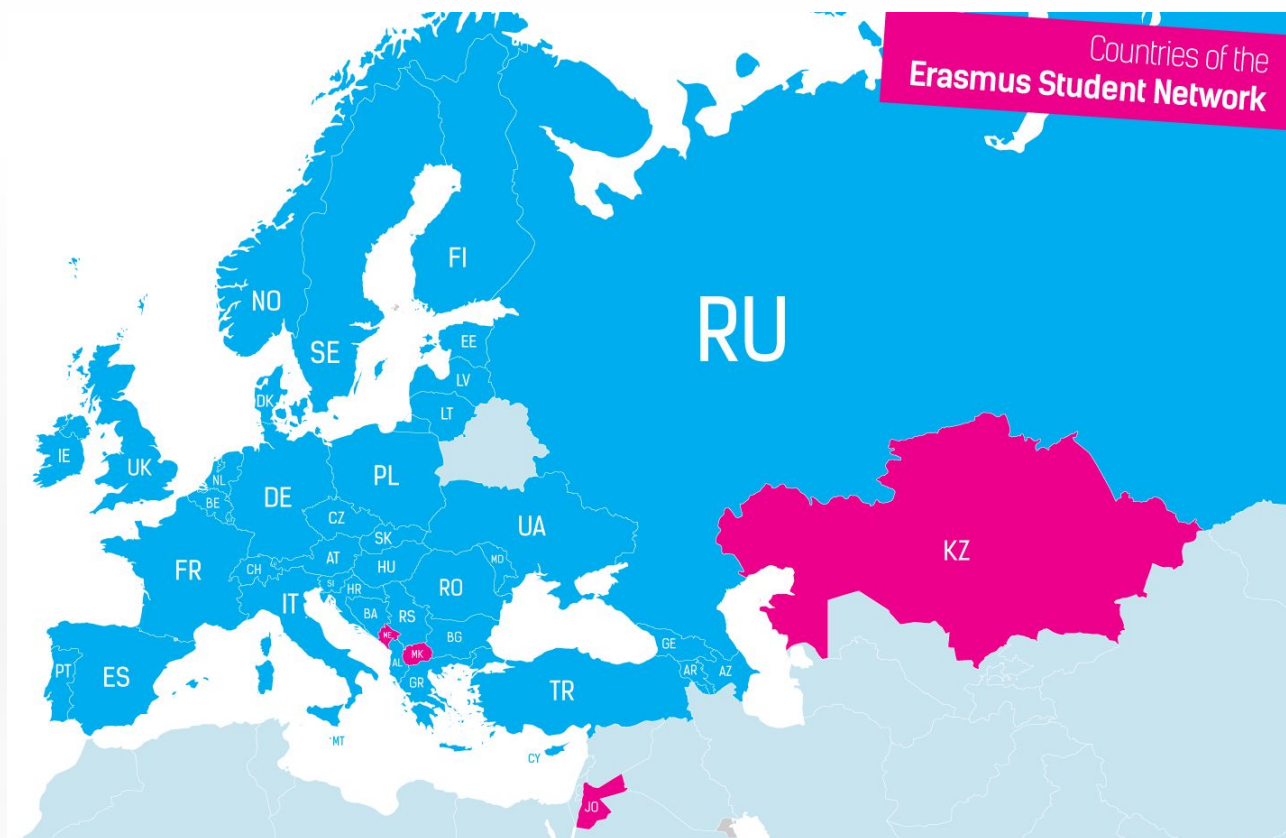 Countries of the
Erasmus Student Network
FI
NO
SE
RU
EE
LV
DK
LT
IE
UK
NL
BE
DE
PL
CZ
SK
UA
KZ
FR
CH
AT
HU
MD
SI
HR
RO
IT
BA
RS
ME
BG
MK
AL
GE
PT
ES
GR
TR
AR
AZ
MT
CY
JO